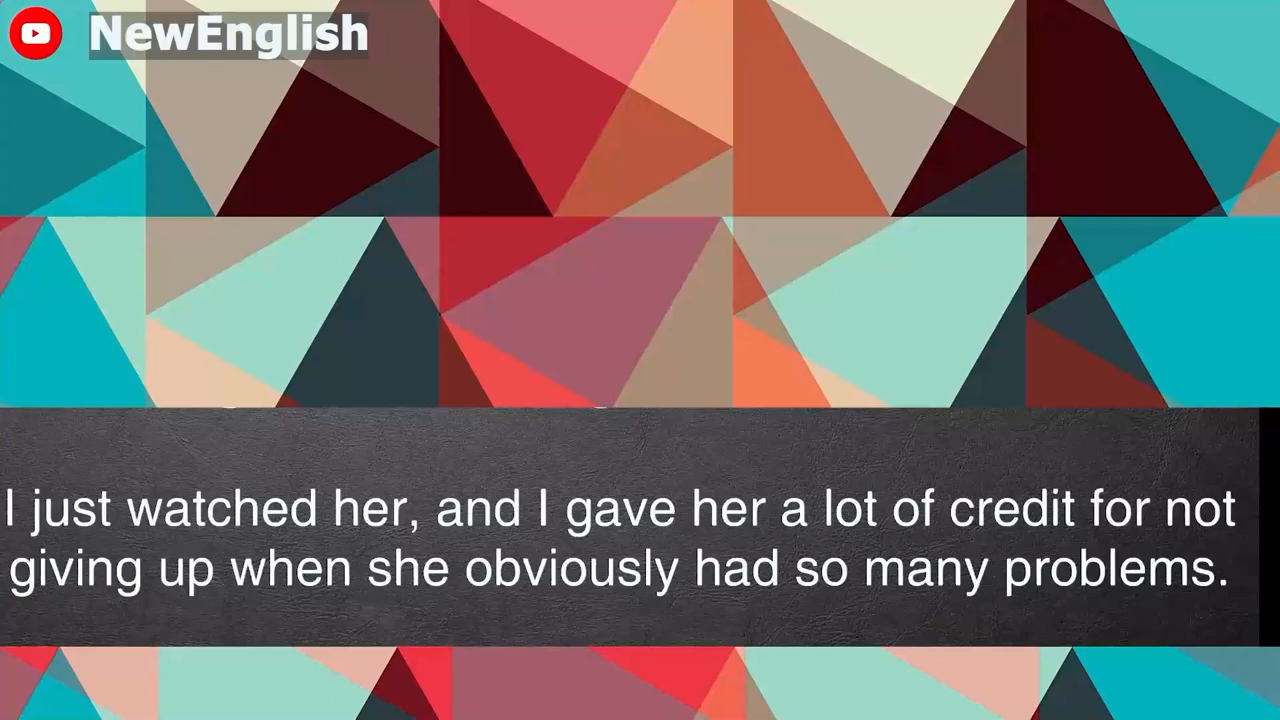 NewEnglish
I just watched her, and I gave her a lot of credit for not
giving up when she obviously had so many problems.